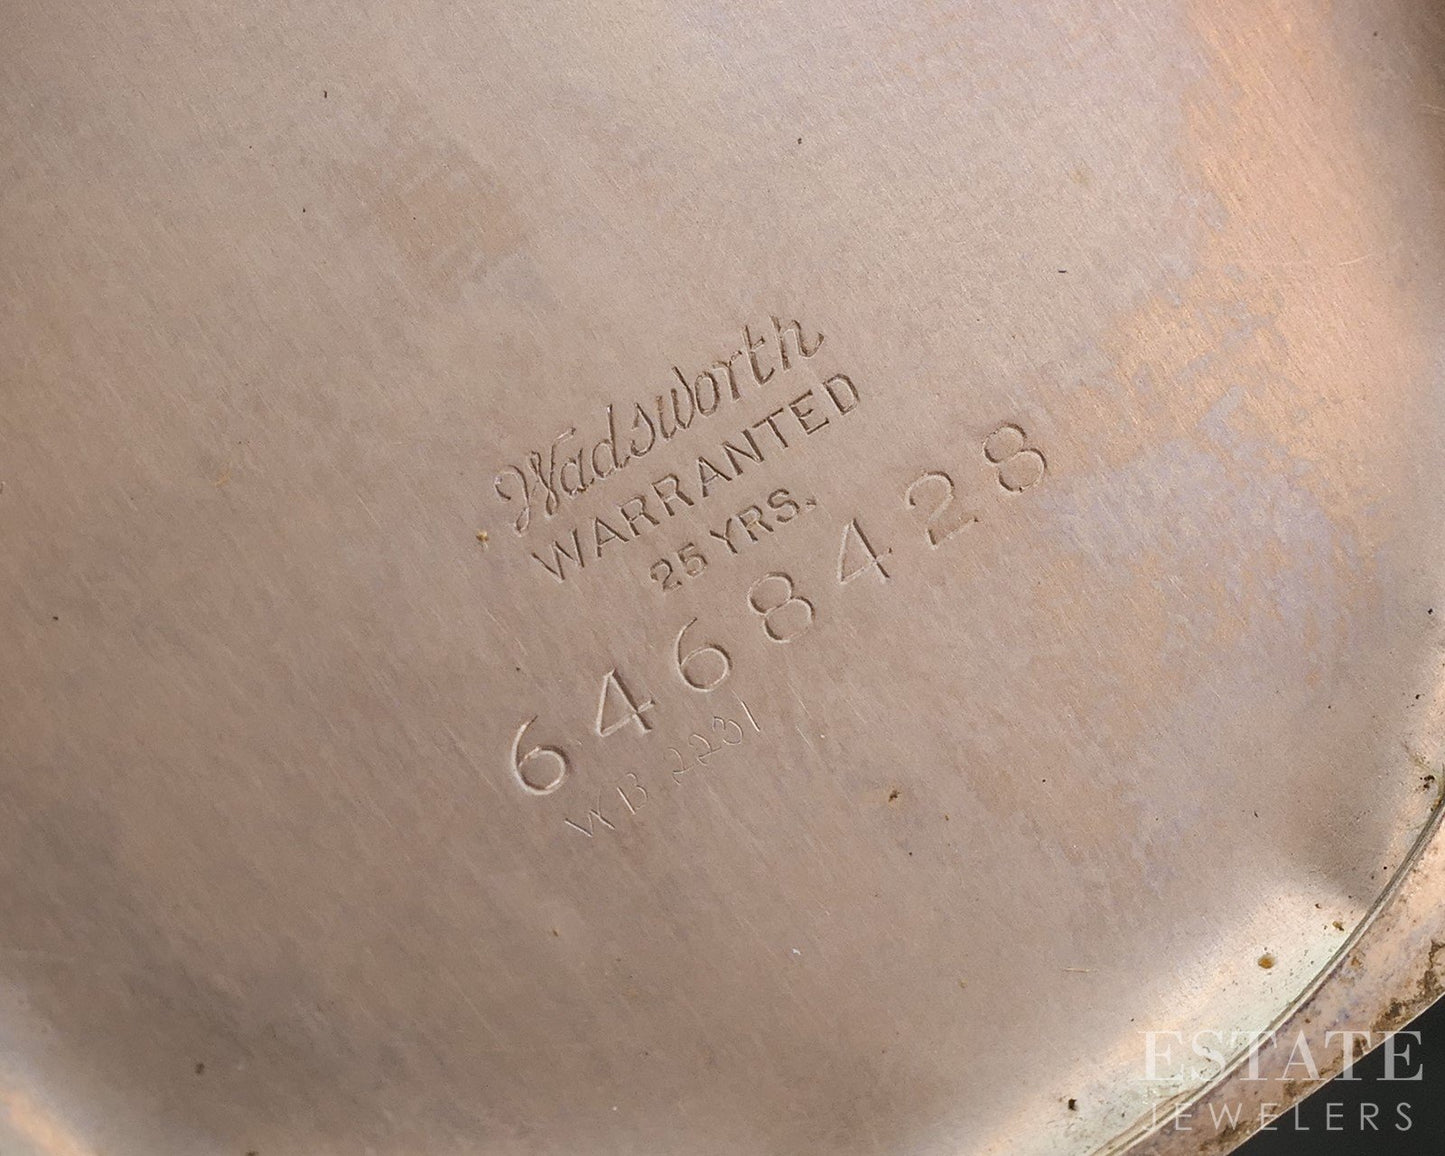 Wadsworth
WARRANTED
25 YRS.
6468428
WB 2231
ESTATE
JEWELERS